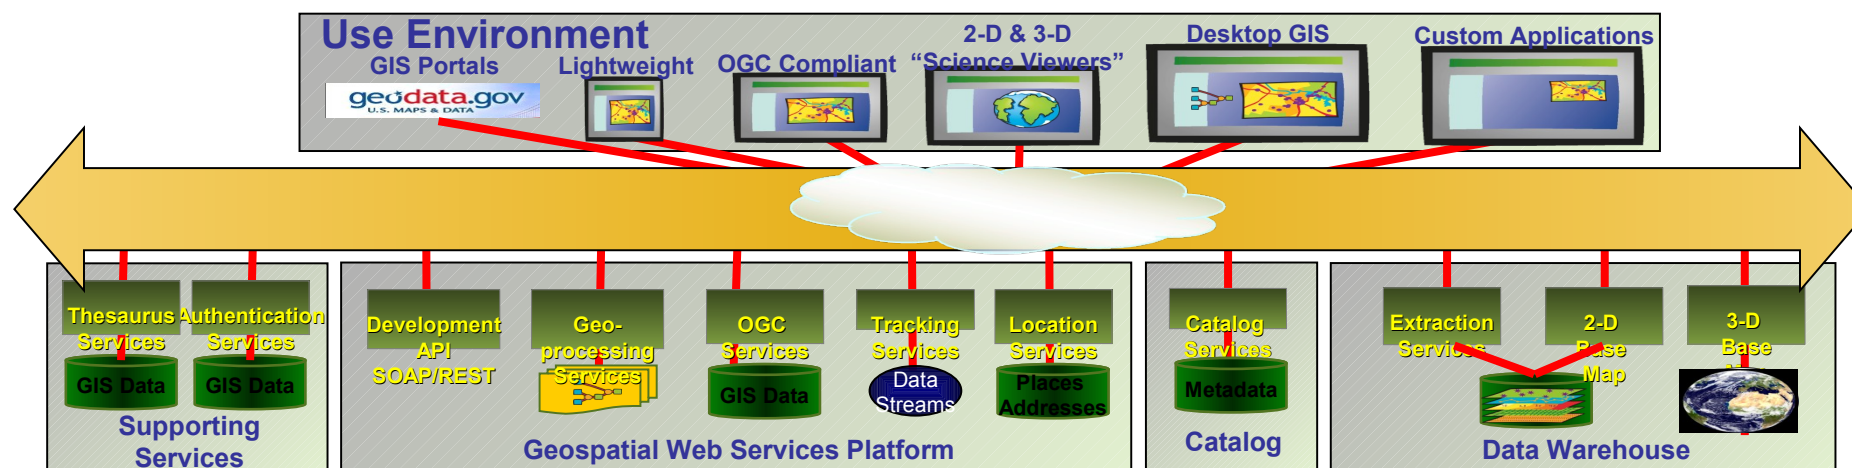 Use Environment
GIS Portals
Lightweight
OGC Compliant
2-D & 3-D
“Science Viewers”
Desktop GIS
Custom Applications
geodata.gov
U.S. MAPS & DATA
Thesaurus
Services
GIS Data
Authentication
Services
GIS Data
Supporting
Services
Development
API
SOAP/REST
Geo-
processing
Services
OGC
Services
GIS Data
Tracking
Services
Data
Streams
Location
Services
Places
Addresses
Geospatial Web Services Platform
Catalog
Services
Metadata
Catalog
Extraction
Services
2-D
Base
Map
3-D
Base
Data Warehouse